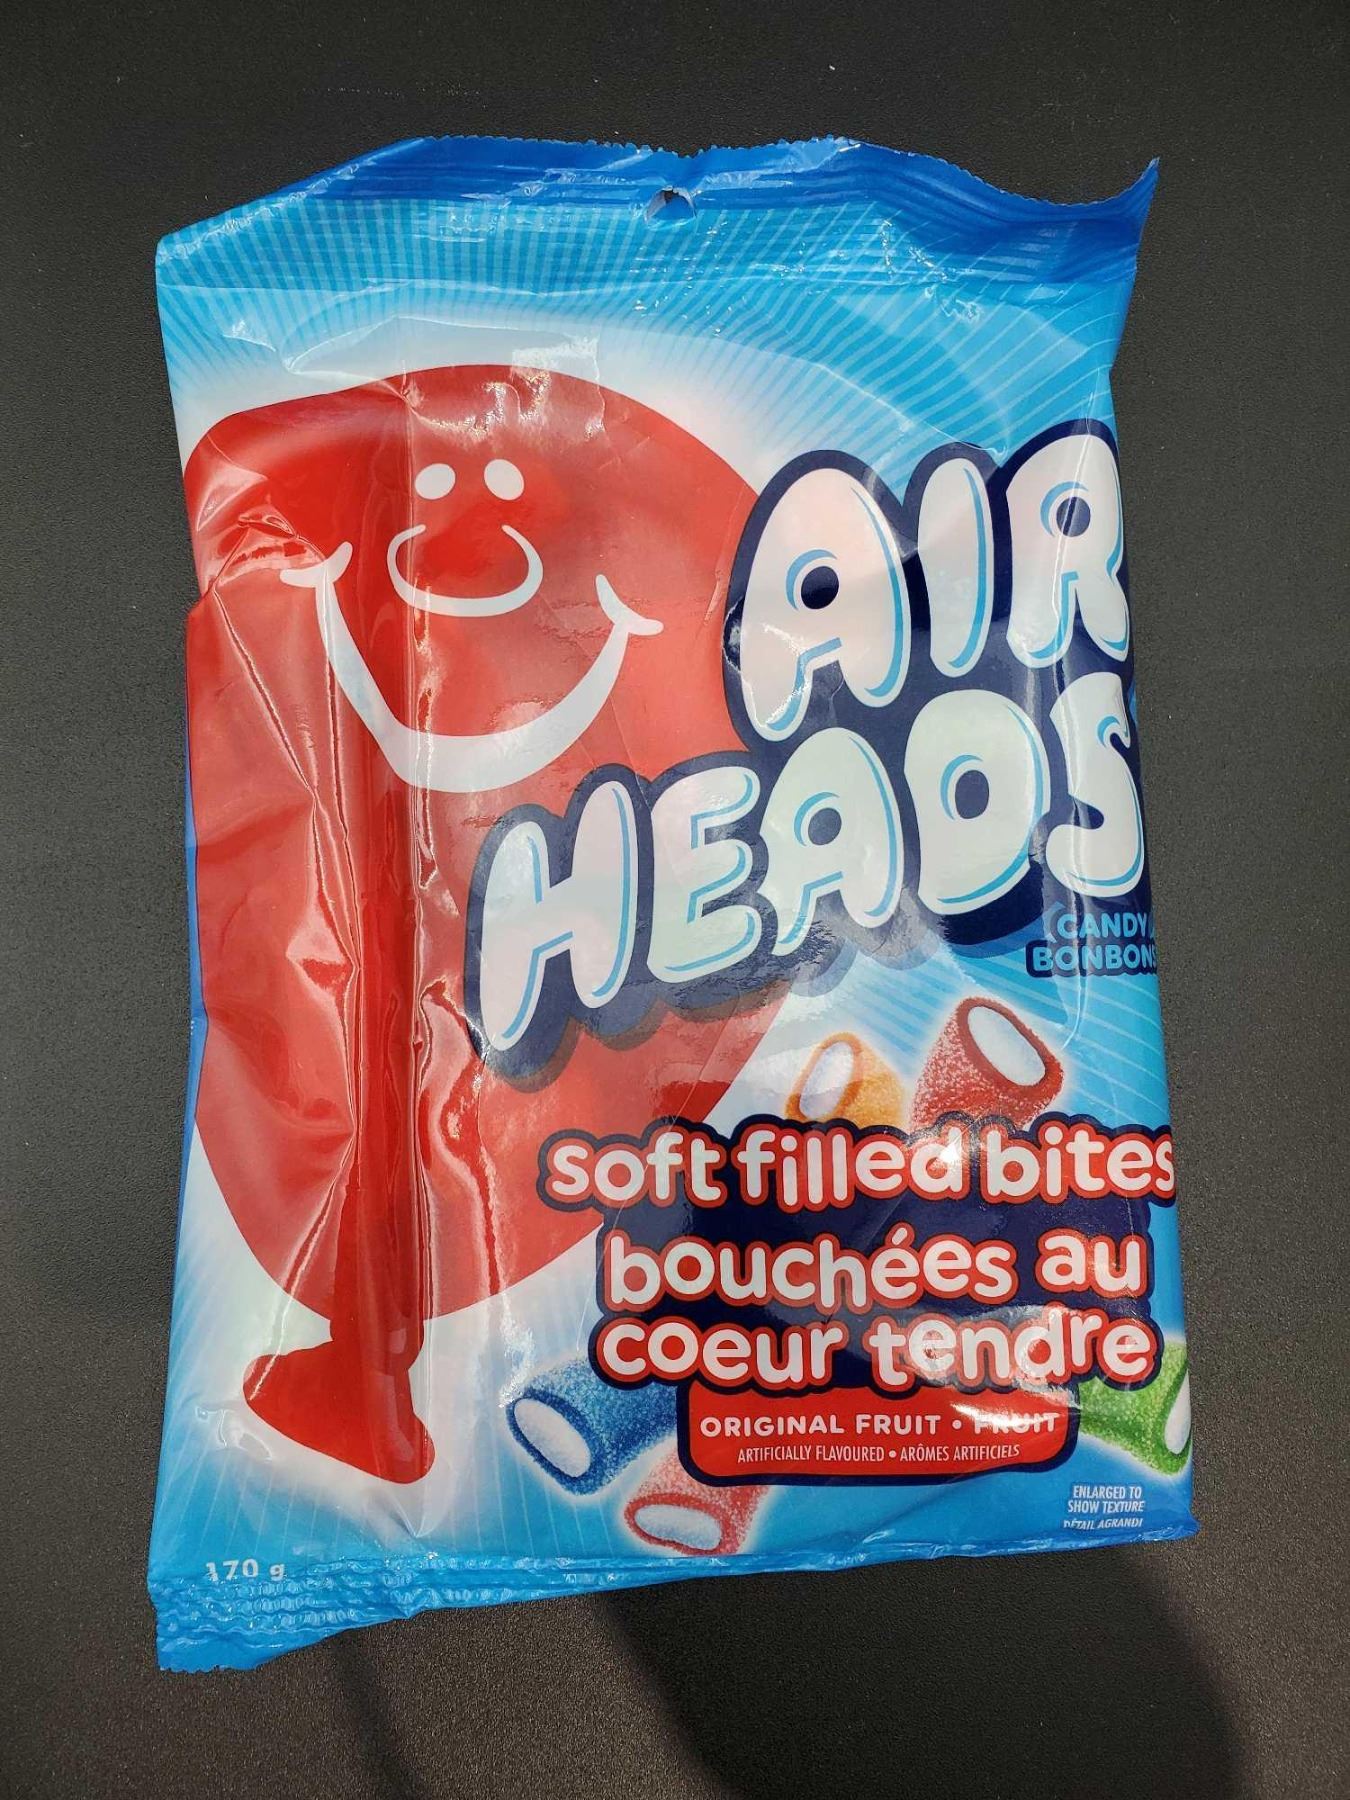 AIR
HEADS
CANDY
BONBONS
soft filled bites
bouchées au
coeur tendre
ORIGINAL FRUIT • FRUIT
ARTIFICIALLY FLAVOURED • ARÔMES ARTIFICIELS
ENLARGED TO
SHOW TEXTURE
DÉTAIL AGRANDI
170 g